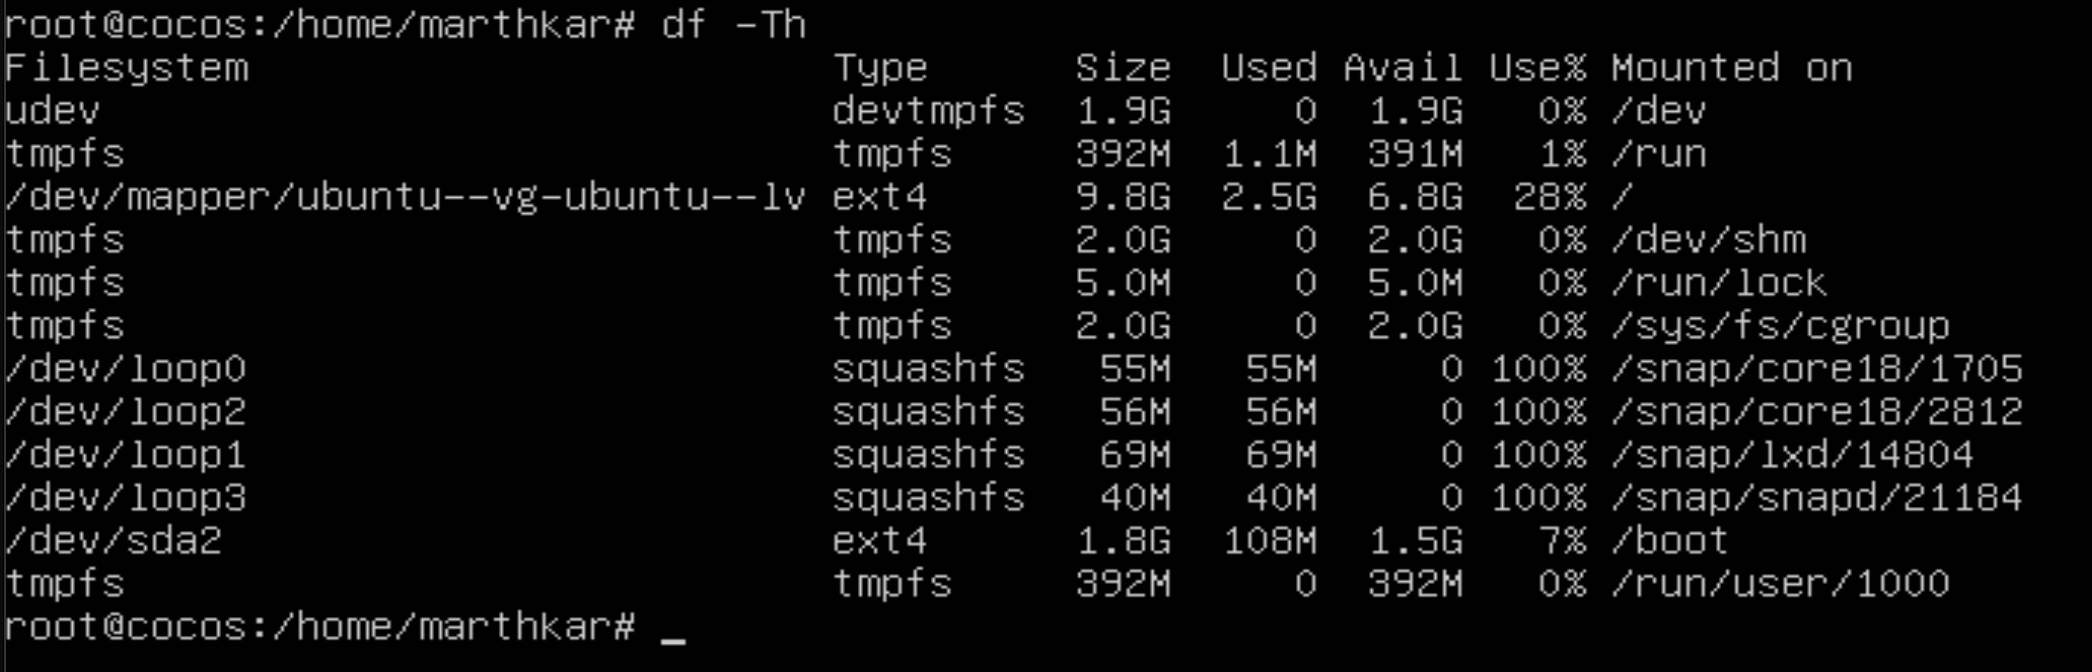 root@cocos:/home/marthkar# df -Th
Filesystem Type Size Used Avail Use% Mounted on
udev devtmpfs 1.9G 0 1.9G 0% /dev
tmpfs tmpfs 392M 1.1M 391M 1% /run
/dev/mapper/ubuntu--vg-ubuntu--lv ext4 9.8G 2.5G 6.8G 28% /
tmpfs tmpfs 2.0G 0 2.0G 0% /dev/shm
tmpfs tmpfs 5.0M 0 5.0M 0% /run/lock
tmpfs tmpfs 2.0G 0 2.0G 0% /sys/fs/cgroup
/dev/loop0 squashfs 55M 55M 0 100% /snap/core18/1705
/dev/loop2 squashfs 56M 56M 0 100% /snap/core18/2812
/dev/loop1 squashfs 69M 69M 0 100% /snap/lxd/14804
/dev/loop3 squashfs 40M 40M 0 100% /snap/snapd/21184
/dev/sda2 ext4 1.8G 108M 1.5G 7% /boot
tmpfs tmpfs 392M 0 392M 0% /run/user/1000
root@cocos:/home/marthkar# _